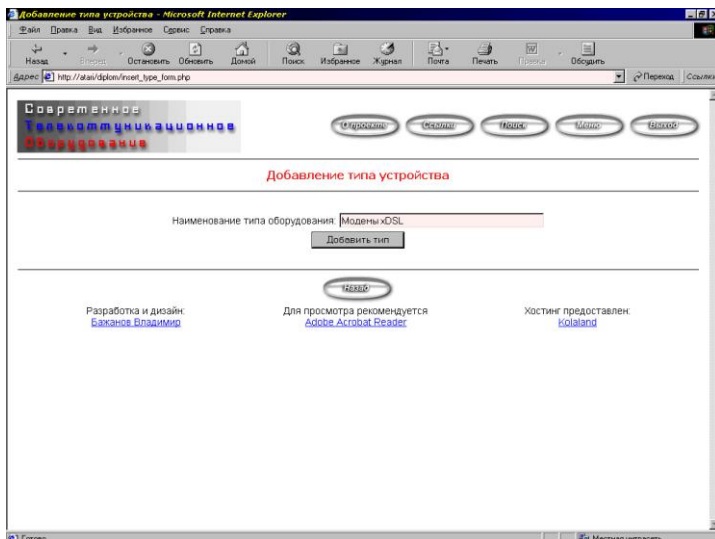 Добавление типа устройства - Microsoft Internet Explorer
Файл Правка Вид Избранное Сервис Справка
Назад Вперед Остановить Обновить Домой Поиск Избранное Журнал Почта Печать Правка Обсудить
Адрес http://atasi/diplom/insert_type_form.php Переход Ссылки
Современное
Телекоммуникационное
Оборудование
О проекте Ссылки Поиск Меню Выход
Добавление типа устройства
Наименование типа оборудования: Модемы xDSL
Добавить тип
Назад
Разработка и дизайн: Для просмотра рекомендуется Хостинг предоставлен:
Бажанов Владимир Adobe Acrobat Reader Kolaland
Готово Местная интрасеть